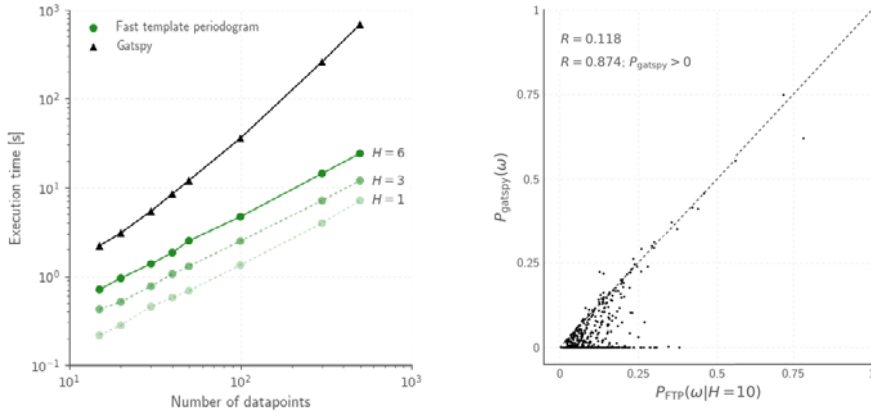 Fast template periodogram
Gatspy
10³
10²
10¹
10⁰
10⁻¹
Execution time [s]
H = 6
H = 3
H = 1
10¹
10²
10³
Number of datapoints
R = 0.118
R = 0.874; P_gatspy > 0
1
0.75
0.5
0.25
0
P_gatspy(ω)
0
0.25
0.5
0.75
1
P_FTP(ω|H = 10)